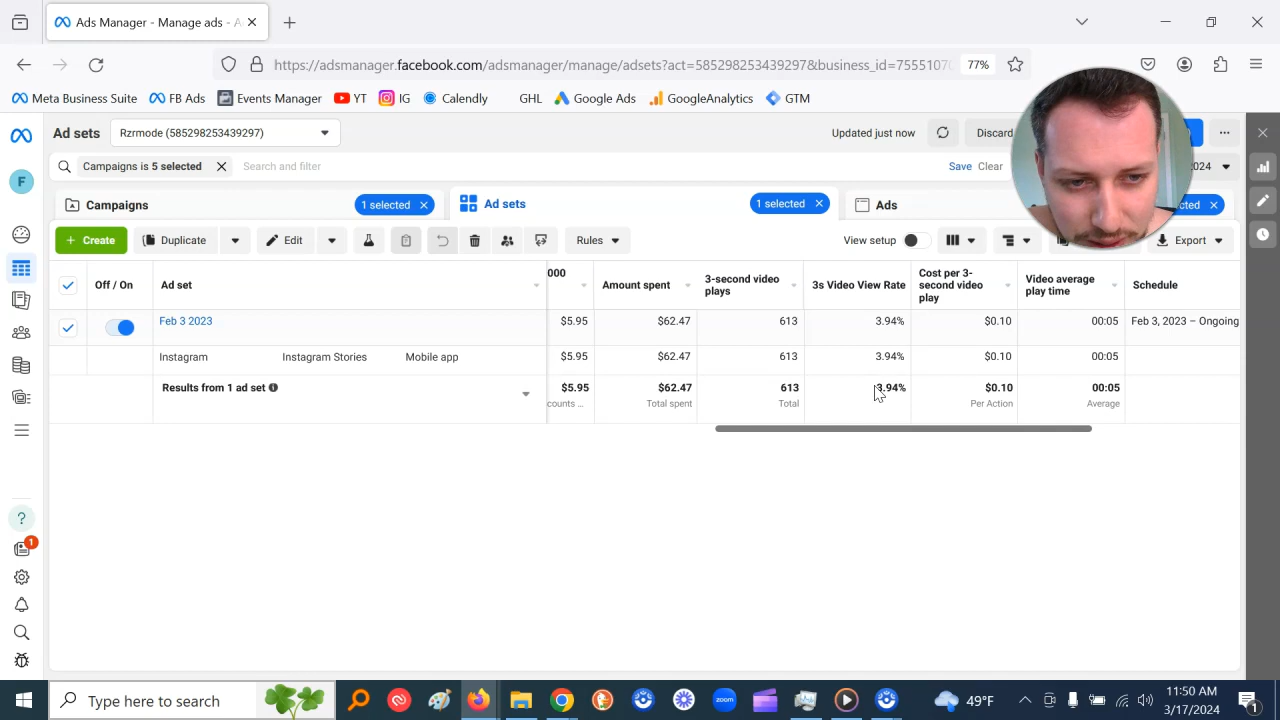 Ads Manager - Manage ads - A
https://adsmanager.facebook.com/adsmanager/manage/adsets?act=585298253439297&business_id=75551070
77%
Meta Business Suite
FB Ads
Events Manager
YT
IG
Calendly
GHL
Google Ads
GoogleAnalytics
GTM
Ad sets
Rzrmode (585298253439297)
Updated just now
Discard
Campaigns is 5 selected
Search and filter
Save
Clear
2024
F
Campaigns
1 selected
Ad sets
1 selected
Ads
Create
Duplicate
Edit
Rules
View setup
Export
Off / On
Ad set
000
Amount spent
3-second video plays
3s Video View Rate
Cost per 3-second video play
Video average play time
Schedule
Feb 3 2023
$5.95
$62.47
613
3.94%
$0.10
00:05
Feb 3, 2023 – Ongoing
Instagram
Instagram Stories
Mobile app
$5.95
$62.47
613
3.94%
$0.10
00:05
Results from 1 ad set
$5.95
$62.47
613
3.94%
$0.10
00:05
counts ...
Total spent
Total
Per Action
Average
1
Type here to search
zoom
49°F
11:50 AM
3/17/2024
1